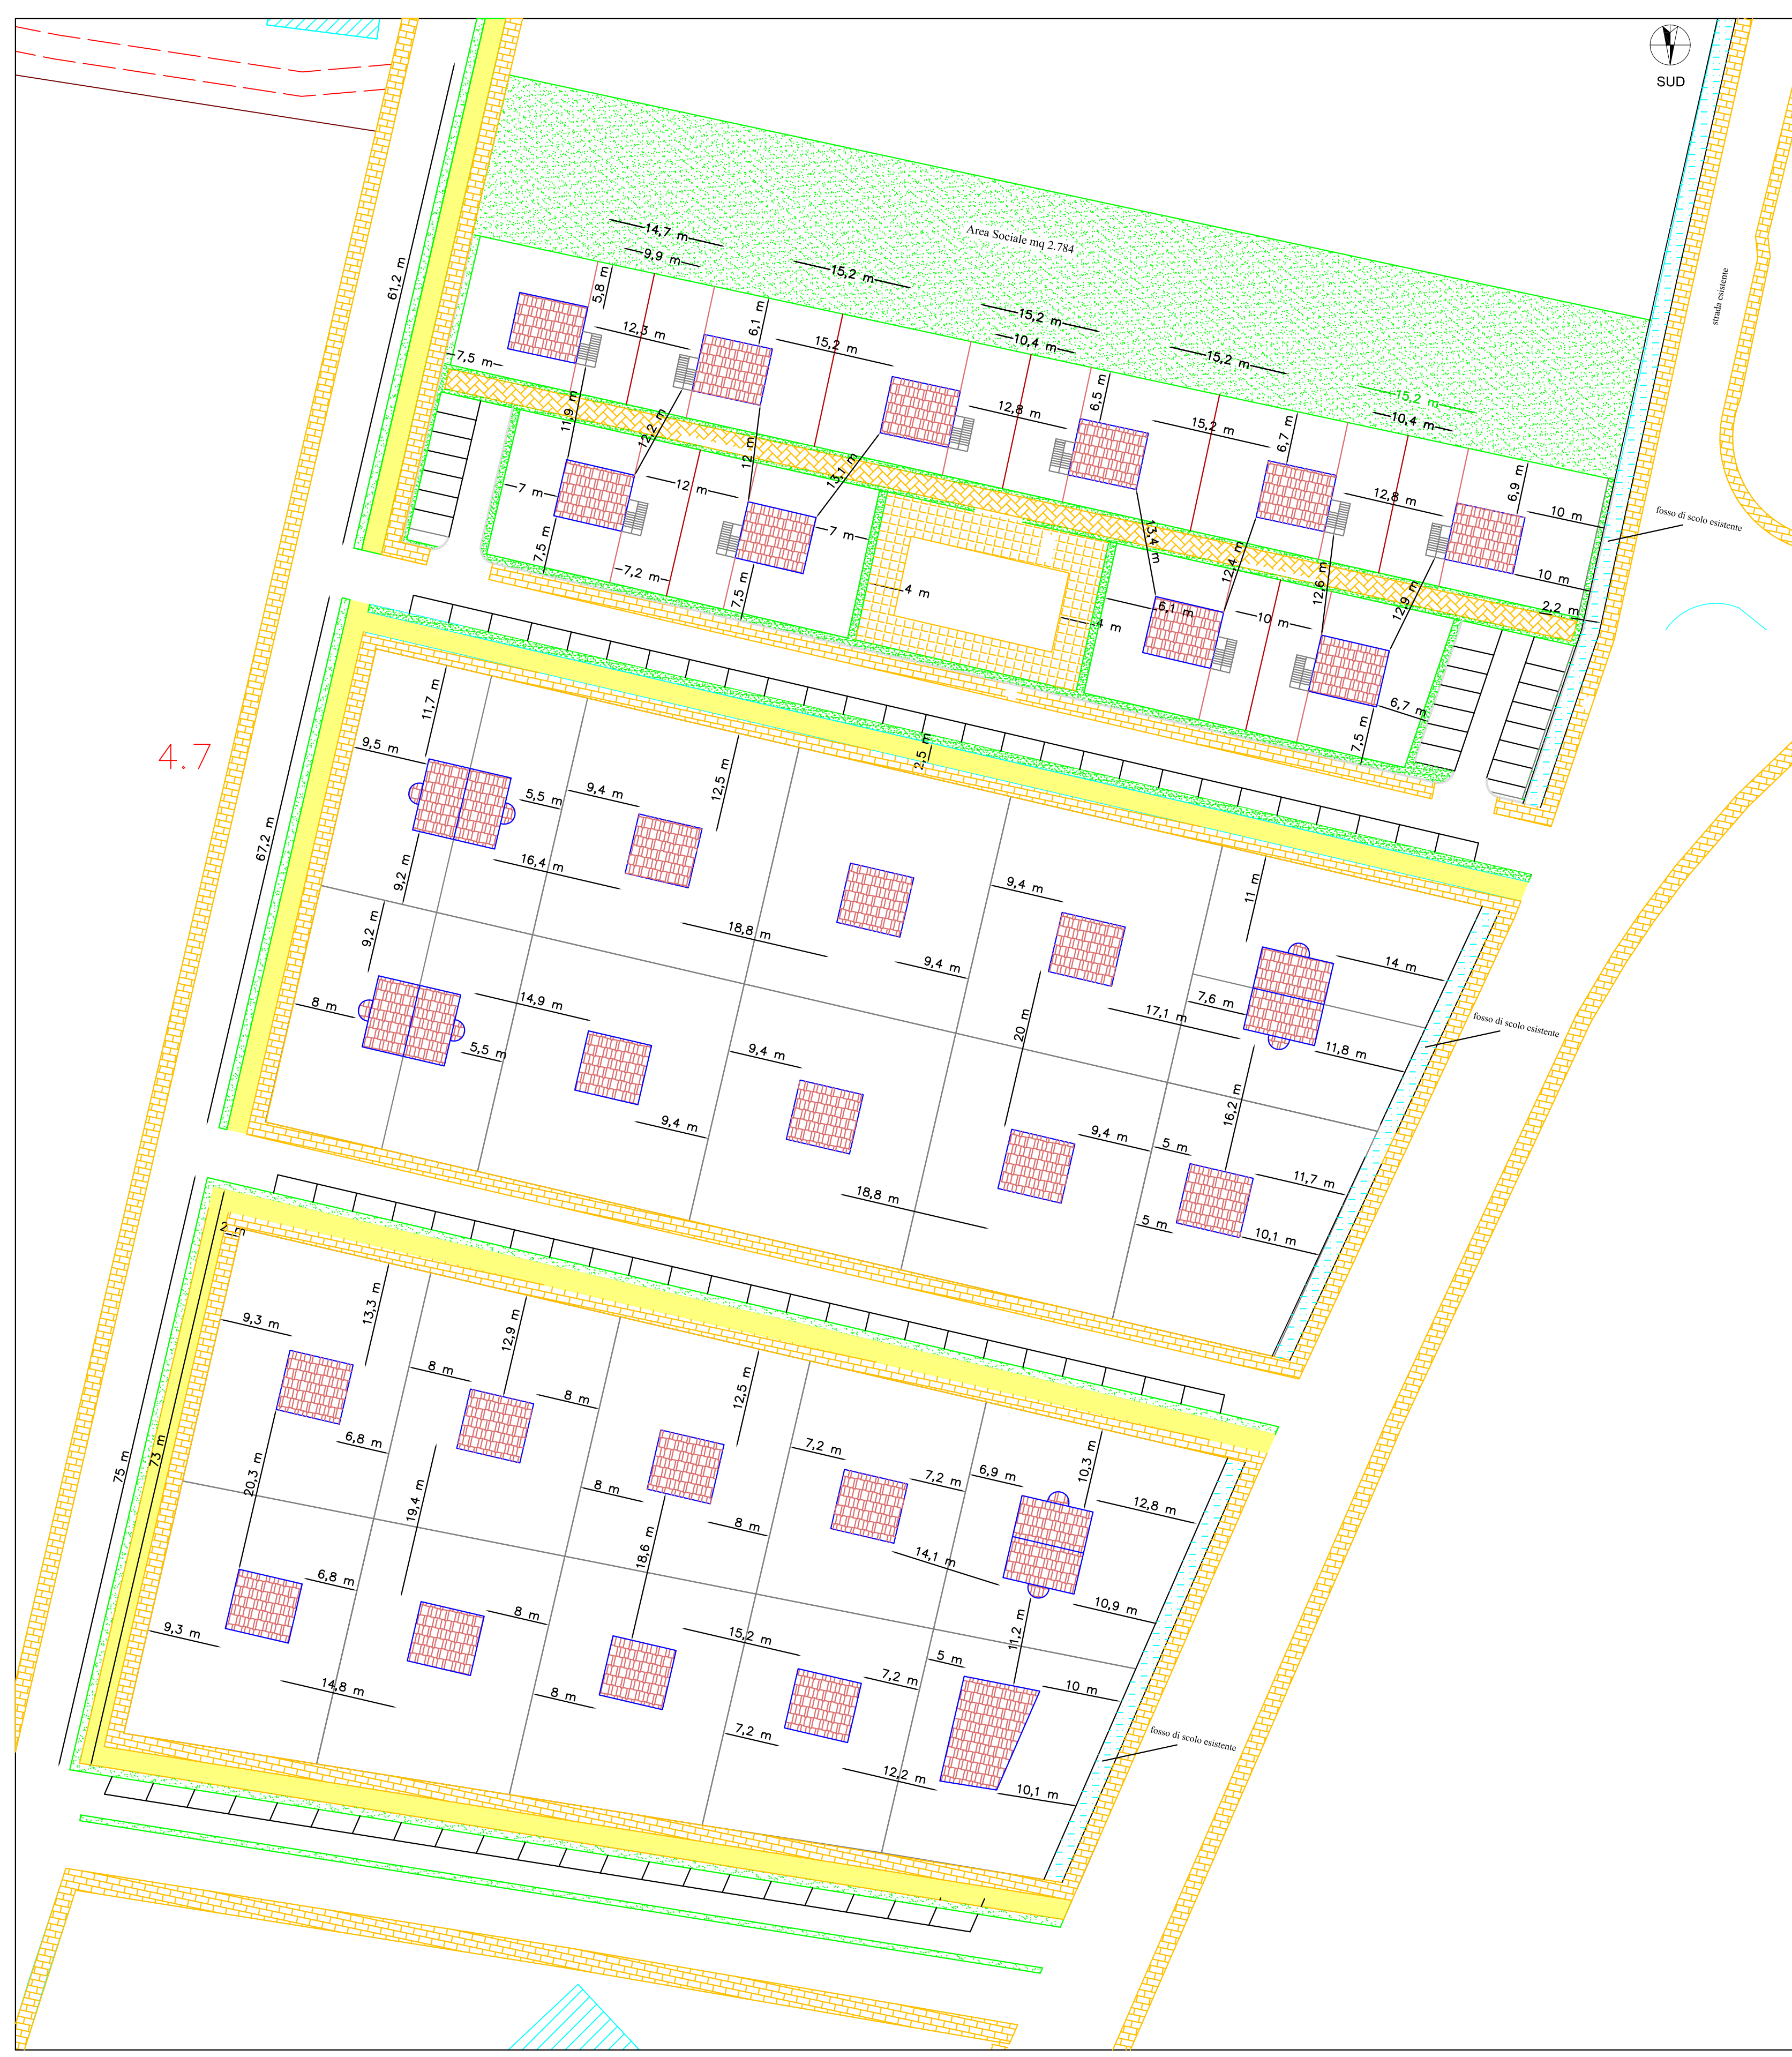 SUD
strada esistente
Area Sociale mq 2.784
14,7 m
9,9 m
15,2 m
15,2 m
10,4 m
15,2 m
15,2 m
10,4 m
61,2 m
5,8 m
6,1 m
12,3 m
15,2 m
7,5 m
11,9 m
12,2 m
12 m
13,1 m
12,8 m
6,5 m
15,2 m
6,7 m
12,8 m
6,9 m
10 m
fosso di scolo esistente
7 m
12 m
7 m
7,5 m
7,2 m
7,5 m
4 m
4 m
13,4 m
12,4 m
12,6 m
12,9 m
10 m
2,2 m
6,1 m
10 m
6,7 m
7,5 m
4.7
67,2 m
11,7 m
9,5 m
5,5 m
9,4 m
12,5 m
2,5 m
9,2 m
16,4 m
9,2 m
18,8 m
9,4 m
9,4 m
11 m
14 m
8 m
14,9 m
5,5 m
9,4 m
9,4 m
20 m
17,1 m
7,6 m
11,8 m
fosso di scolo esistente
16,2 m
9,4 m
5 m
11,7 m
18,8 m
5 m
10,1 m
2 m
75 m
73 m
13,3 m
9,3 m
12,9 m
8 m
8 m
12,5 m
6,8 m
20,3 m
19,4 m
8 m
8 m
18,6 m
7,2 m
7,2 m
6,9 m
10,3 m
12,8 m
14,1 m
10,9 m
11,2 m
6,8 m
9,3 m
8 m
14,8 m
8 m
15,2 m
7,2 m
7,2 m
5 m
10 m
12,2 m
10,1 m
fosso di scolo esistente